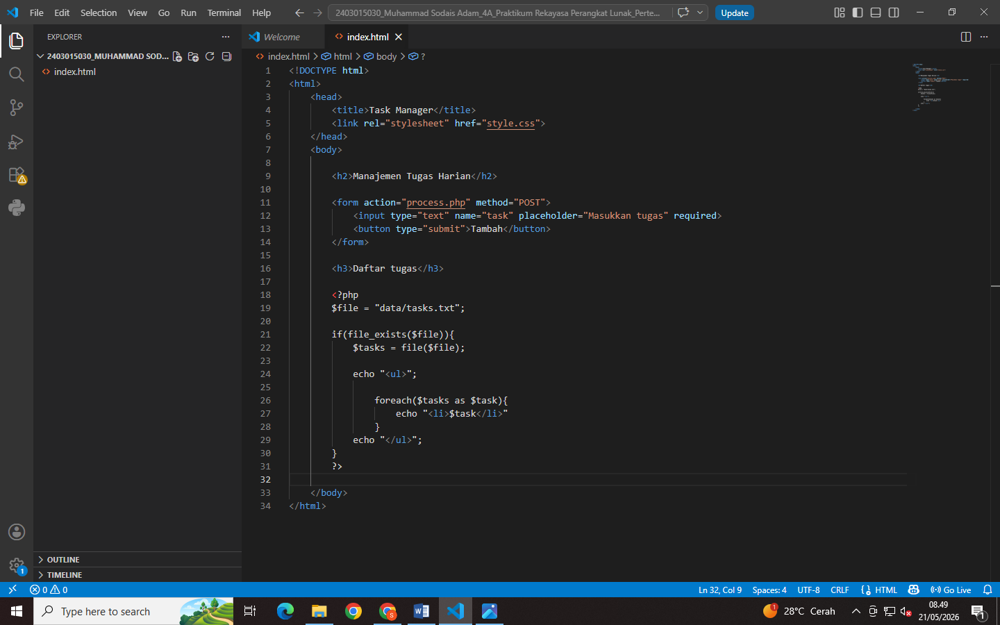 File Edit Selection View Go Run Terminal Help
2403015030_Muhammad Sodais Adam_4A_Praktikum Rekayasa Perangkat Lunak_Perte...
Update
EXPLORER
2403015030_MUHAMMAD SOD...
index.html
Welcome
index.html
index.html > html > body > ?
1 <!DOCTYPE html>
2 <html>
3 <head>
4 <title>Task Manager</title>
5 <link rel="stylesheet" href="style.css">
6 </head>
7 <body>
8
9 <h2>Manajemen Tugas Harian</h2>
10
11 <form action="process.php" method="POST">
12 <input type="text" name="task" placeholder="Masukkan tugas" required>
13 <button type="submit">Tambah</button>
14 </form>
15
16 <h3>Daftar tugas</h3>
17
18 <?php
19 $file = "data/tasks.txt";
20
21 if(file_exists($file)){
22 $tasks = file($file);
23
24 echo "<ul>";
25
26 foreach($tasks as $task){
27 echo "<li>$task</li>"
28 }
29 echo "</ul>";
30 }
31 ?>
32
33 </body>
34 </html>
OUTLINE
TIMELINE
1
0 0
Ln 32, Col 9
Spaces: 4
UTF-8
CRLF
HTML
Go Live
Type here to search
S
1
28°C Cerah
08.49
21/05/2026
1